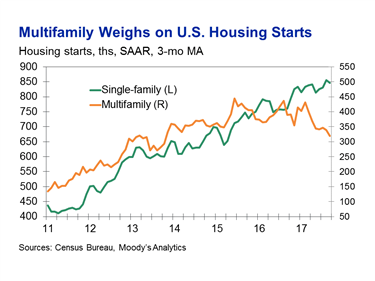 Multifamily Weighs on U.S. Housing Starts
Housing starts, ths, SAAR, 3-mo MA
900 550
850 500
800 450
750 400
700 350
650 300
600 250
550 200
500 150
450 100
400 50
Single-family (L)
Multifamily (R)
11 12 13 14 15 16 17
Sources: Census Bureau, Moody's Analytics